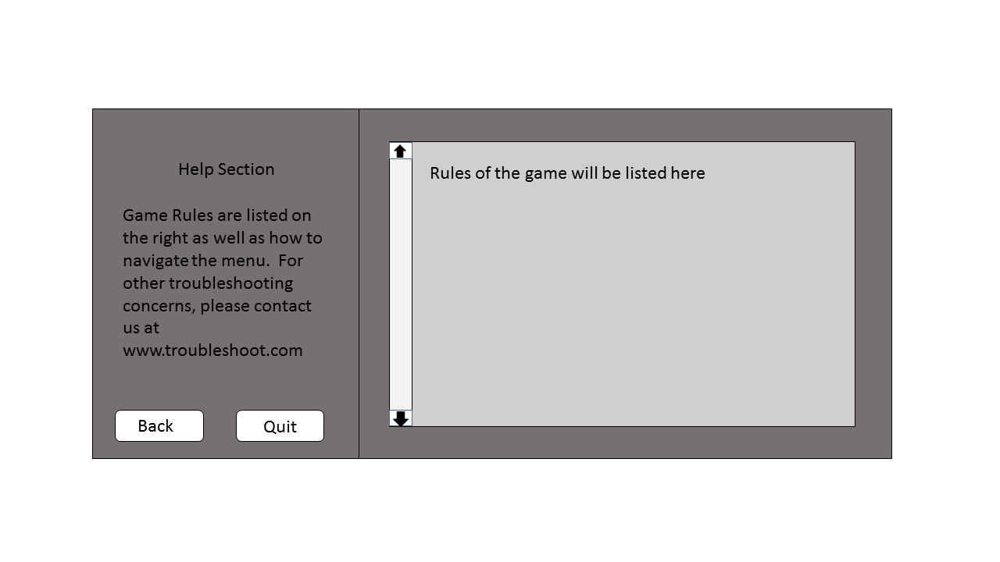 Help Section
Game Rules are listed on
the right as well as how to
navigate the menu.  For
other troubleshooting
concerns, please contact
us at
www.troubleshoot.com
Back
Quit
Rules of the game will be listed here